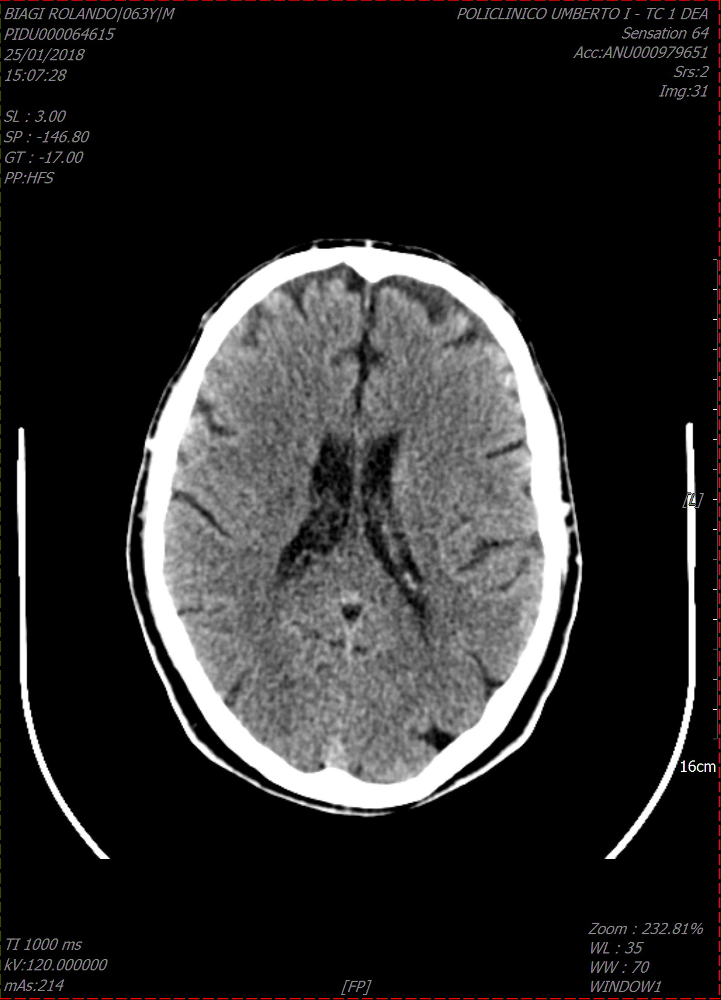 BIAGI ROLANDO|063Y|M
PIDU000064615
25/01/2018
15:07:28
SL : 3.00
SP : -146.80
GT : -17.00
PP:HFS
POLICLINICO UMBERTO I - TC 1 DEA
Sensation 64
Acc:ANU000979651
Srs:2
Img:31
[L]
16cm
TI 1000 ms
kV:120.000000
mAs:214
[FP]
Zoom : 232.81%
WL : 35
WW : 70
WINDOW1